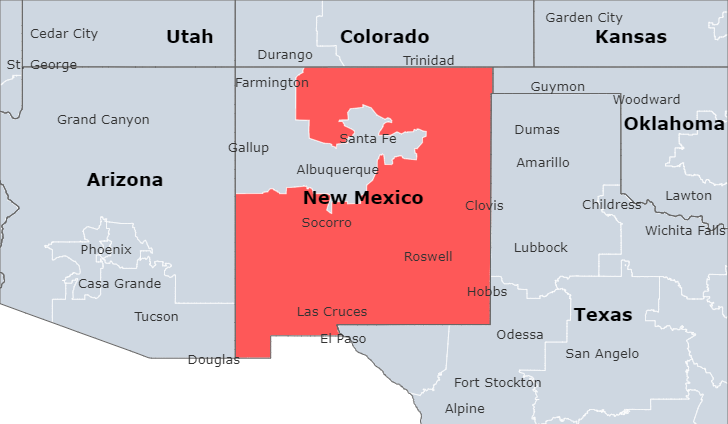 Garden City
Cedar City
Utah
Colorado
Kansas
Durango
Trinidad
St. George
Farmington
Guymon
Woodward
Grand Canyon
Oklahoma
Dumas
Santa Fe
Gallup
Amarillo
Albuquerque
Arizona
New Mexico
Lawton
Clovis
Childress
Socorro
Wichita Falls
Phoenix
Lubbock
Roswell
Casa Grande
Hobbs
Las Cruces
Texas
Tucson
Odessa
El Paso
San Angelo
Douglas
Fort Stockton
Alpine